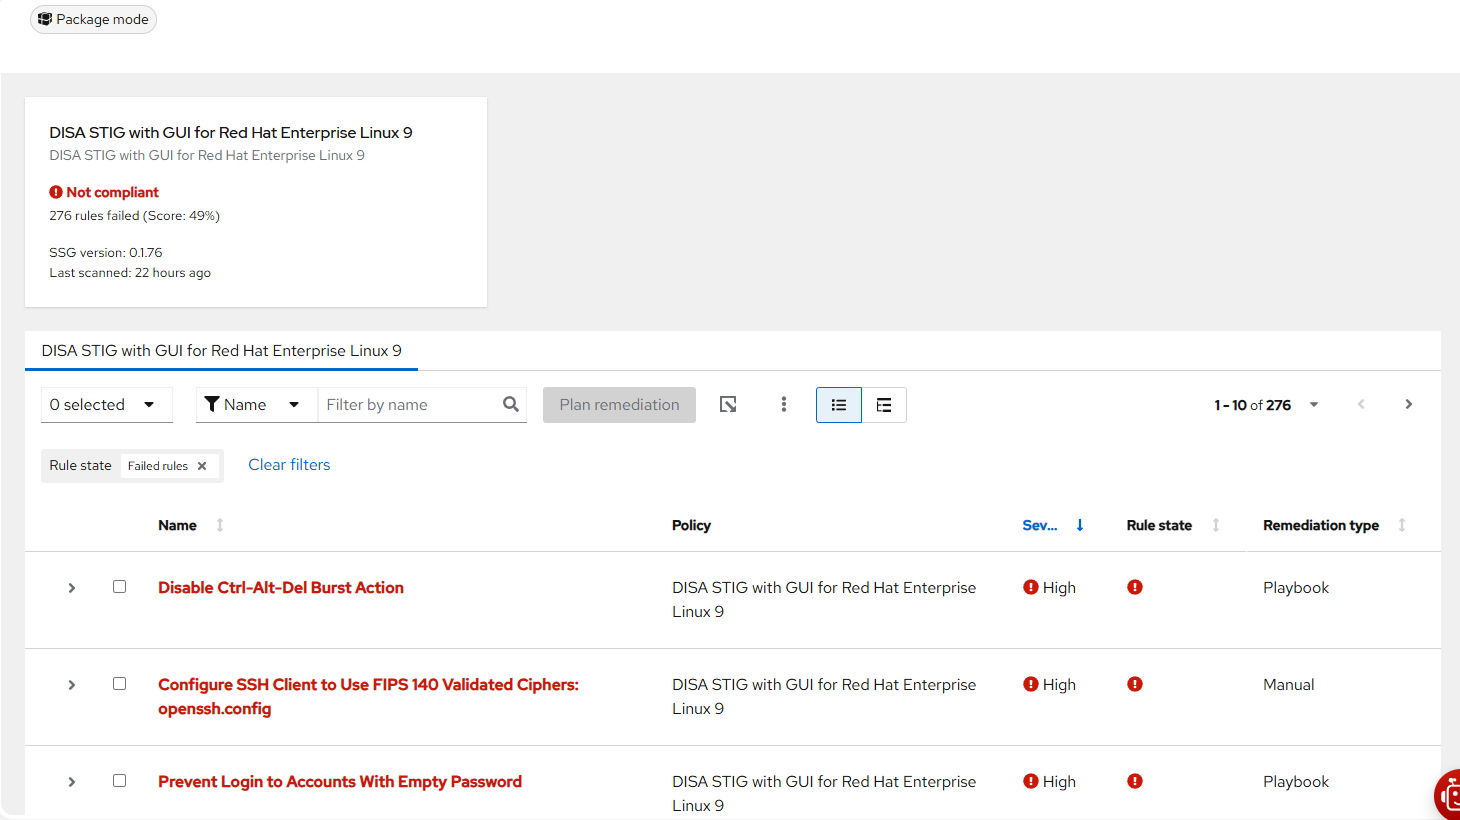 Package mode
DISA STIG with GUI for Red Hat Enterprise Linux 9
DISA STIG with GUI for Red Hat Enterprise Linux 9
Not compliant
276 rules failed (Score: 49%)
SSG version: 0.1.76
Last scanned: 22 hours ago
DISA STIG with GUI for Red Hat Enterprise Linux 9
0 selected Name Filter by name Plan remediation 1 - 10 of 276
Rule state Failed rules Clear filters
Name Policy Sev... Rule state Remediation type
Disable Ctrl-Alt-Del Burst Action DISA STIG with GUI for Red Hat Enterprise High Playbook
Linux 9
Configure SSH Client to Use FIPS 140 Validated Ciphers: DISA STIG with GUI for Red Hat Enterprise High Manual
openssh.config Linux 9
Prevent Login to Accounts With Empty Password DISA STIG with GUI for Red Hat Enterprise High Playbook
Linux 9